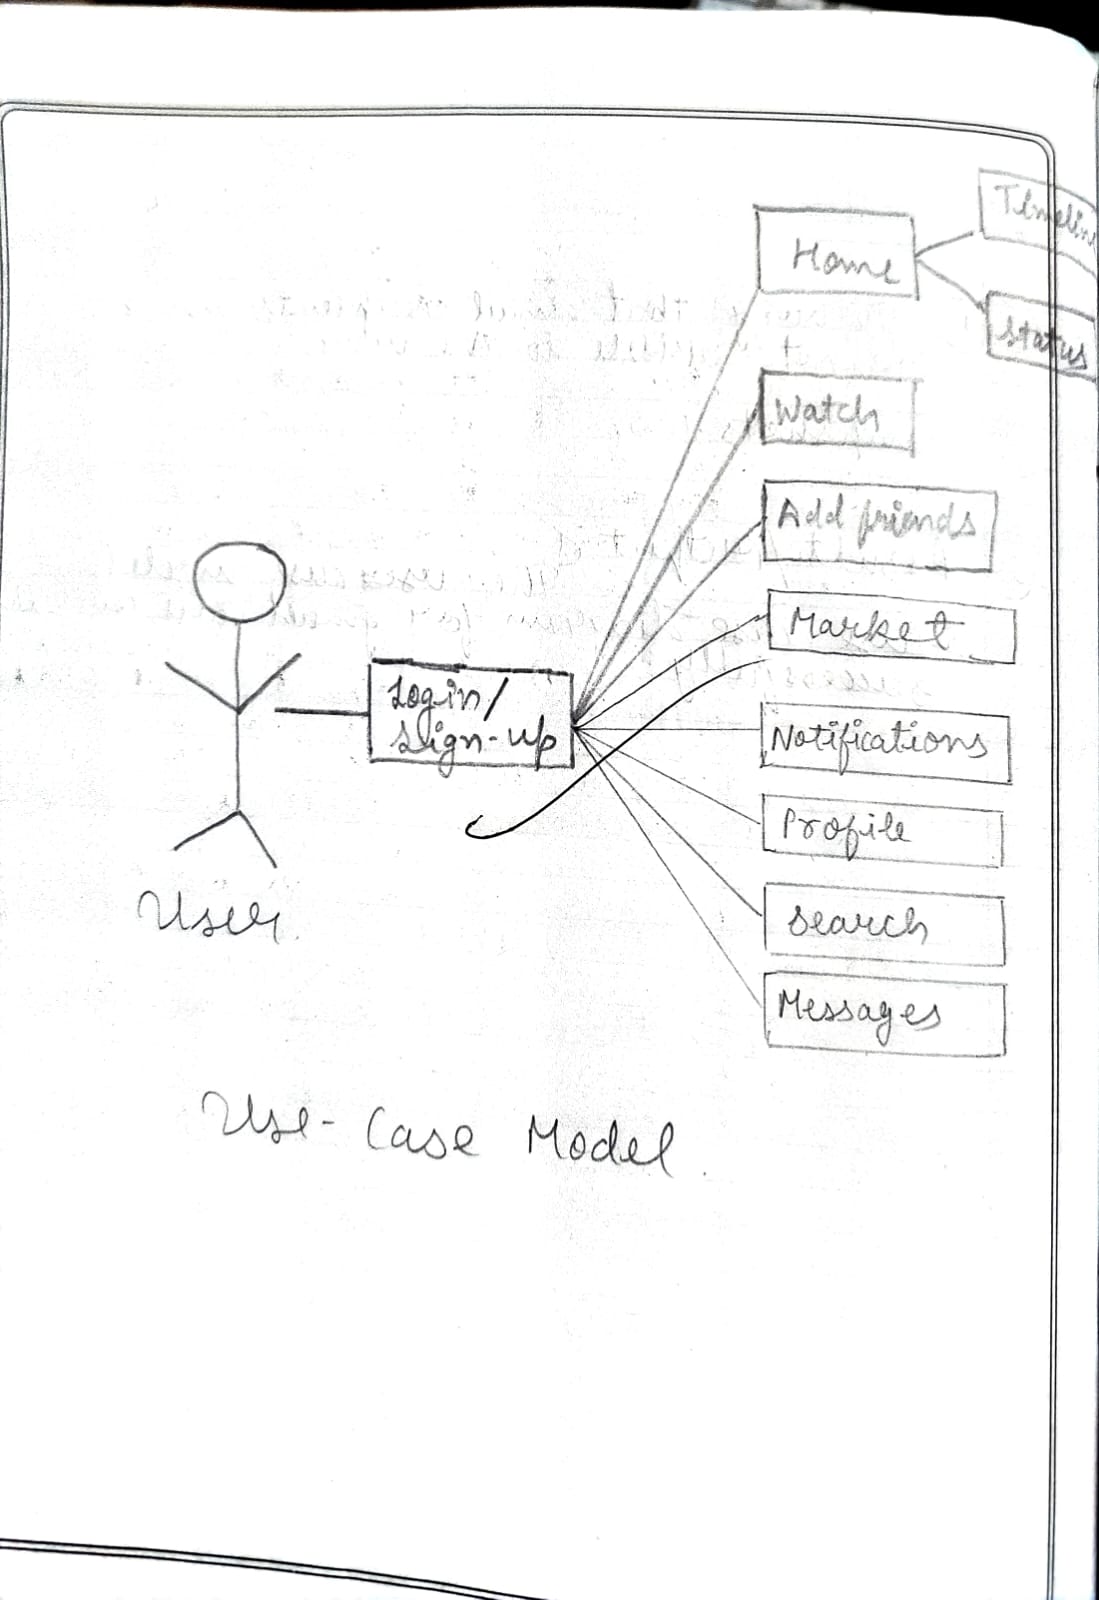 Timeline
Home
Status
Watch
Add friends
Market
Login/
Sign-up
Notifications
Profile
Search
Messages
User.
Use-Case Model.